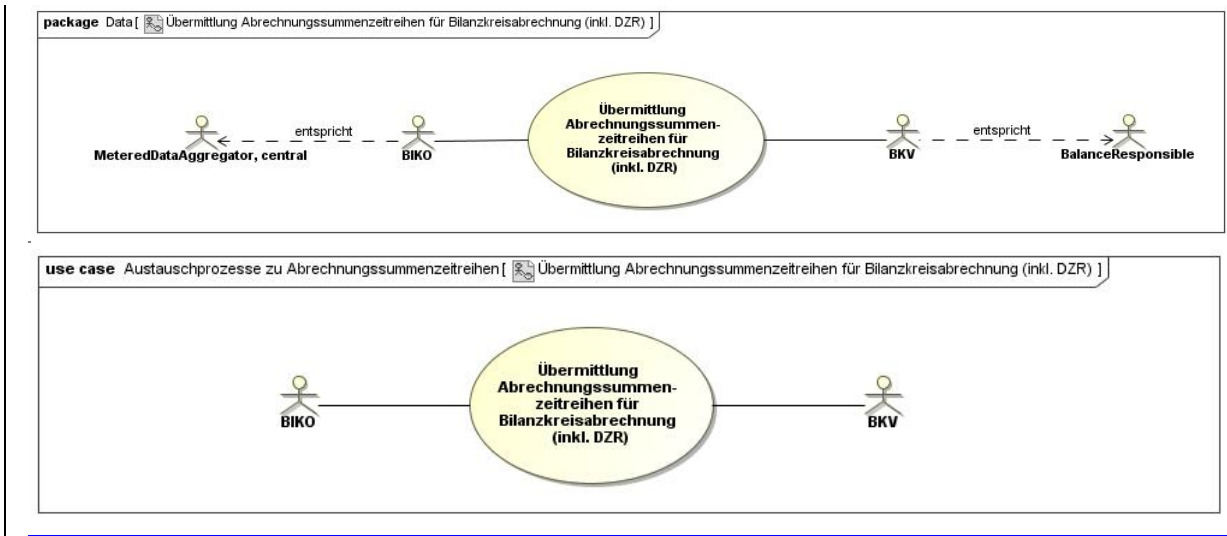 package Data [ Übermittlung Abrechnungssummenzeitreihen für Bilanzkreisabrechnung (inkl. DZR) ]
Übermittlung
Abrechnungssummen-
zeitreihen für
Bilanzkreisabrechnung
(inkl. DZR)
entspricht
entspricht
MeteredDataAggregator, central
BIKO
BKV
BalanceResponsible
use case Austauschprozesse zu Abrechnungssummenzeitreihen [ Übermittlung Abrechnungssummenzeitreihen für Bilanzkreisabrechnung (inkl. DZR) ]
Übermittlung
Abrechnungssummen-
zeitreihen für
Bilanzkreisabrechnung
(inkl. DZR)
BIKO
BKV